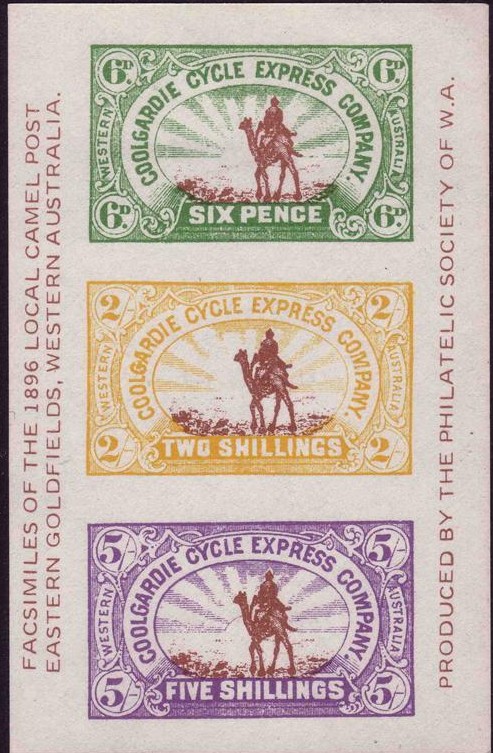 FACSIMILES OF THE 1896 LOCAL CAMEL POST
EASTERN GOLDFIELDS, WESTERN AUSTRALIA.
6D 6D
COOLGARDIE CYCLE EXPRESS COMPANY.
WESTERN AUSTRALIA
6D 6D
SIX PENCE
2/- 2/-
COOLGARDIE CYCLE EXPRESS COMPANY.
WESTERN AUSTRALIA
2/- 2/-
TWO SHILLINGS
5/- 5/-
COOLGARDIE CYCLE EXPRESS COMPANY.
WESTERN AUSTRALIA
5/- 5/-
FIVE SHILLINGS
PRODUCED BY THE PHILATELIC SOCIETY OF W.A.